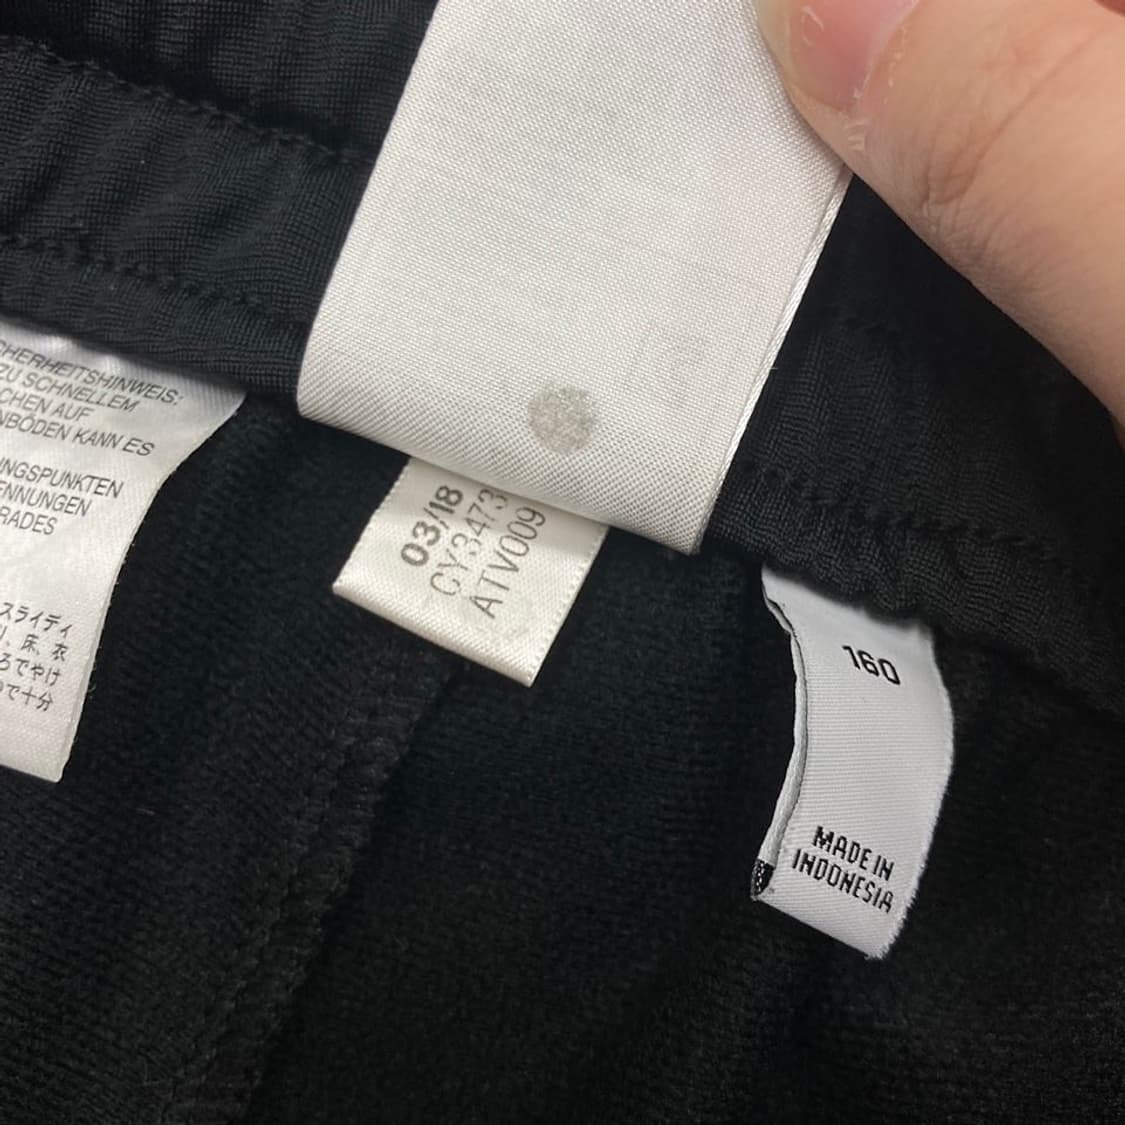 CHERHEITSHINWEIS:
ZU SCHNELLEM
CHEN AUF
NBÖDEN KANN ES
NGSPUNKTEN
ENNUNGEN
RADES
スライディ
床、衣
ろでやけ
で十分
03/18
CY3473
ATV009
160
MADE IN
INDONESIA